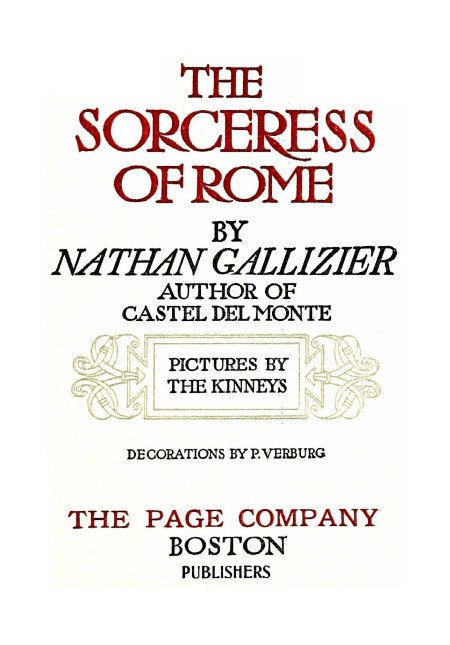 THE
SORCERESS
OF ROME
BY
NATHAN GALLIZIER
AUTHOR OF
CASTEL DEL MONTE
PICTURES BY
THE KINNEYS
DECORATIONS BY P. VERBURG
THE PAGE COMPANY
BOSTON
PUBLISHERS